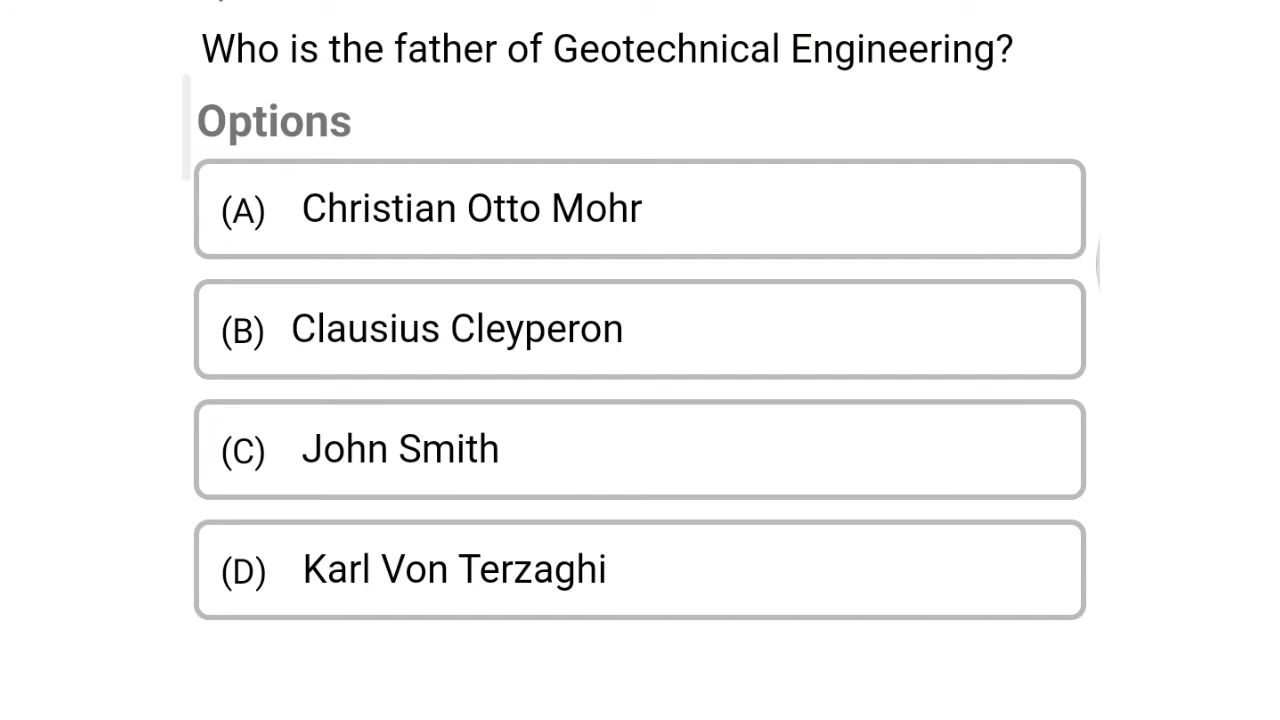 Who is the father of Geotechnical Engineering?
Options
(A) Christian Otto Mohr
(B) Clausius Cleyperon
(C) John Smith
(D) Karl Von Terzaghi